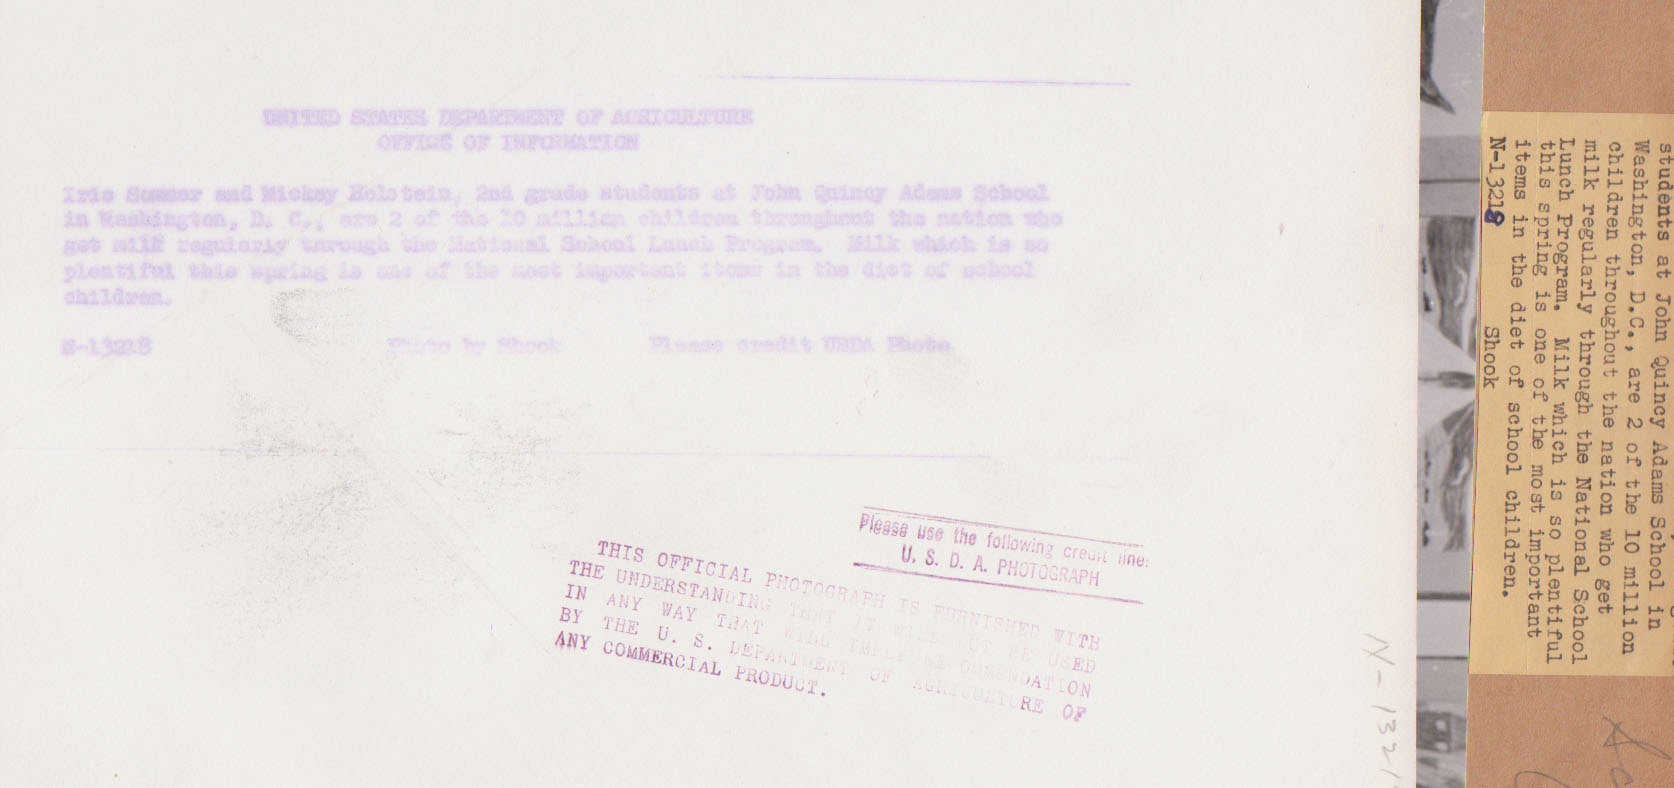 UNITED STATES DEPARTMENT OF AGRICULTURE
OFFICE OF INFORMATION
Iris Sommer and Mickey Holstein, 2nd grade students at John Quincy Adams School
in Washington, D. C., are 2 of the 10 million children throughout the nation who
get milk regularly through the National School Lunch Program. Milk which is so
plentiful this spring is one of the most important items in the diet of school
children.
N-13218 Photo by Shook Please credit USDA Photo
Please use the following credit line:
U. S. D. A. PHOTOGRAPH
THIS OFFICIAL PHOTOGRAPH IS FURNISHED WITH
THE UNDERSTANDING THAT IT WILL NOT BE USED
IN ANY WAY THAT WILL IMPLY RECOMMENDATION
BY THE U. S. DEPARTMENT OF AGRICULTURE OF
ANY COMMERCIAL PRODUCT.
N-1321
students at John Quincy Adams School in
Washington, D.C., are 2 of the 10 million
children throughout the nation who get
milk regularly through the National School
Lunch Program. Milk which is so plentiful
this spring is one of the most important
items in the diet of school children.
N-13218 Shook